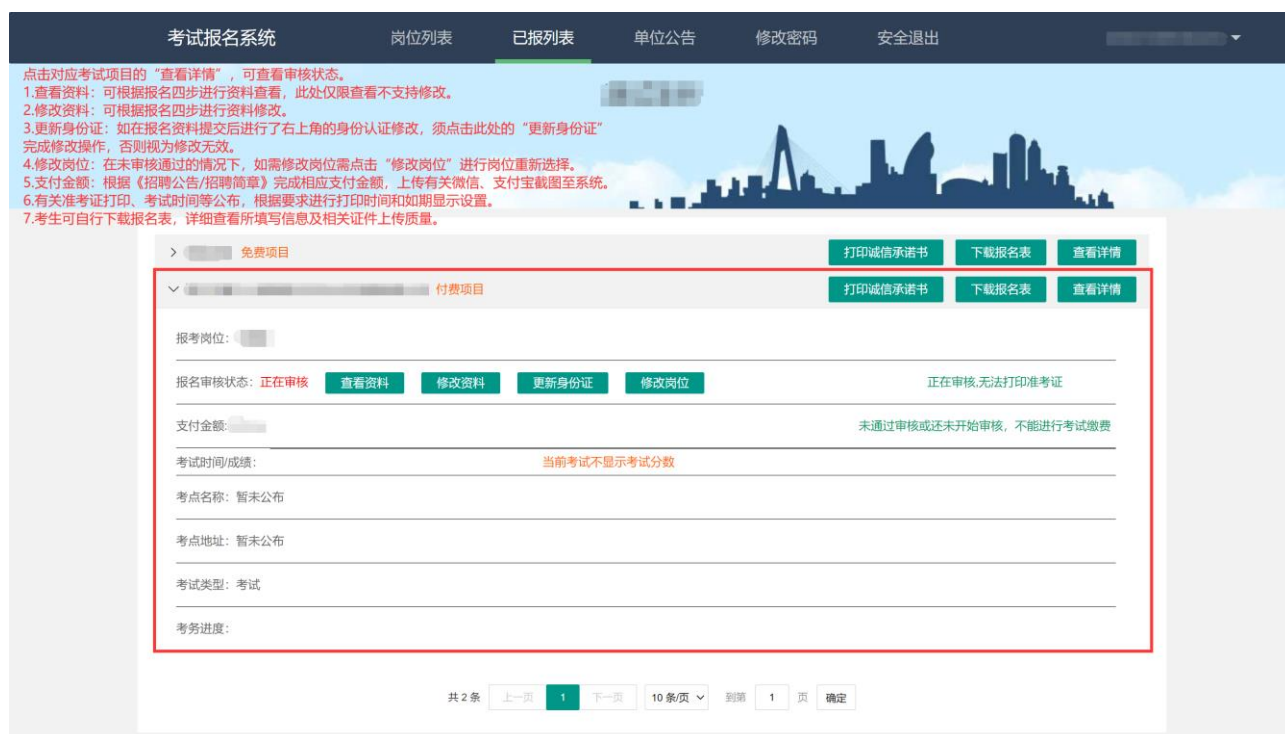 考试报名系统 岗位列表 已报列表 单位公告 修改密码 安全退出
点击对应考试项目的“查看详情”，可查看审核状态。
1.查看资料：可根据报名四步进行资料查看，此处仅限查看不支持修改。
2.修改资料：可根据报名四步进行资料修改。
3.更新身份证：如在报名资料提交后进行了右上角的身份认证修改，须点击此处的“更新身份证”
完成修改操作，否则视为修改无效。
4.修改岗位：在未审核通过的情况下，如需修改岗位需点击“修改岗位”进行岗位重新选择。
5.支付金额：根据《招聘公告/招聘简章》完成相应支付金额，上传有关微信、支付宝截图至系统。
6.有关准考证打印、考试时间等公布，根据要求进行打印时间和如期显示设置。
7.考生可自行下载报名表，详细查看所填写信息及相关证件上传质量。
免费项目 打印诚信承诺书 下载报名表 查看详情
付费项目 打印诚信承诺书 下载报名表 查看详情
报考岗位：
报名审核状态：正在审核 查看资料 修改资料 更新身份证 修改岗位 正在审核,无法打印准考证
支付金额: 未通过审核或还未开始审核，不能进行考试缴费
考试时间/成绩： 当前考试不显示考试分数
考点名称：暂未公布
考点地址：暂未公布
考试类型：考试
考务进度：
共 2 条 上一页 1 下一页 10 条/页 到第 1 页 确定